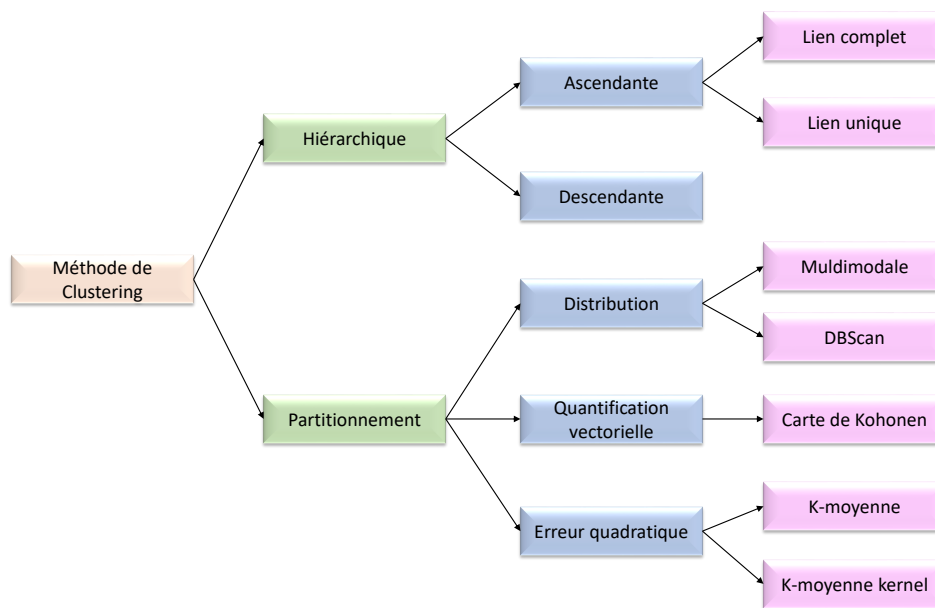 Lien complet
Ascendante
Lien unique
Hiérarchique
Descendante
Méthode de
Clustering
Muldimodale
Distribution
DBScan
Partitionnement
Quantification
vectorielle
Carte de Kohonen
K-moyenne
Erreur quadratique
K-moyenne kernel